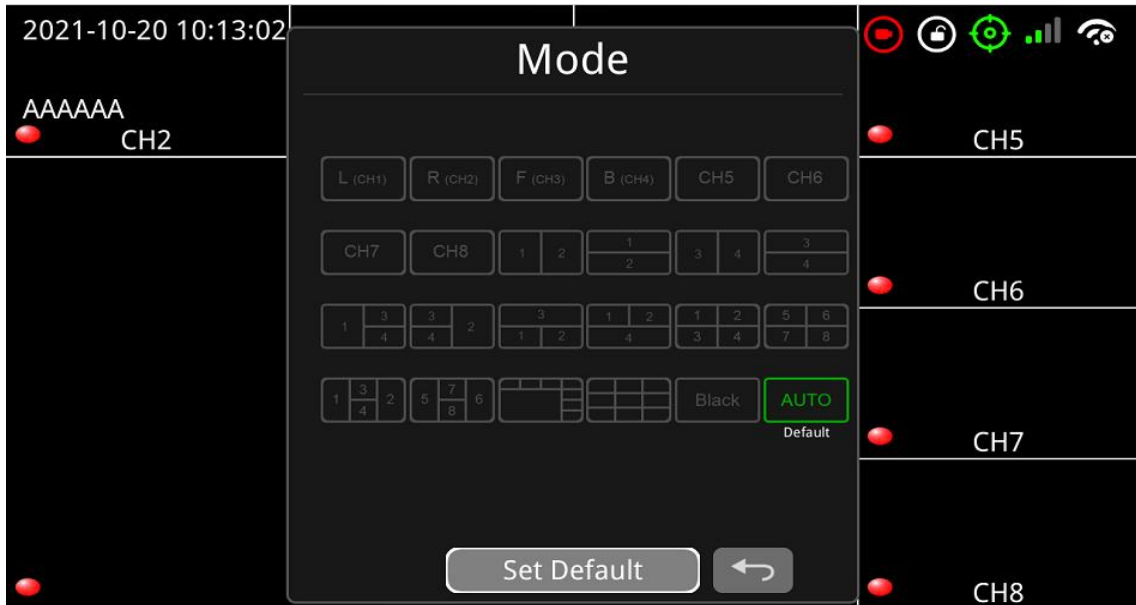 2021-10-20 10:13:02
Mode
AAAAAA
CH2
CH5
L (CH1) R (CH2) F (CH3) B (CH4) CH5 CH6
CH7 CH8 1 2 1 2 3 4 3 4
CH6
1 3 4 3 4 2 3 1 2 1 2 4 1 2 3 4 5 6 7 8
1 3 4 2 5 7 8 6 Black AUTO
Default
CH7
Set Default
CH8